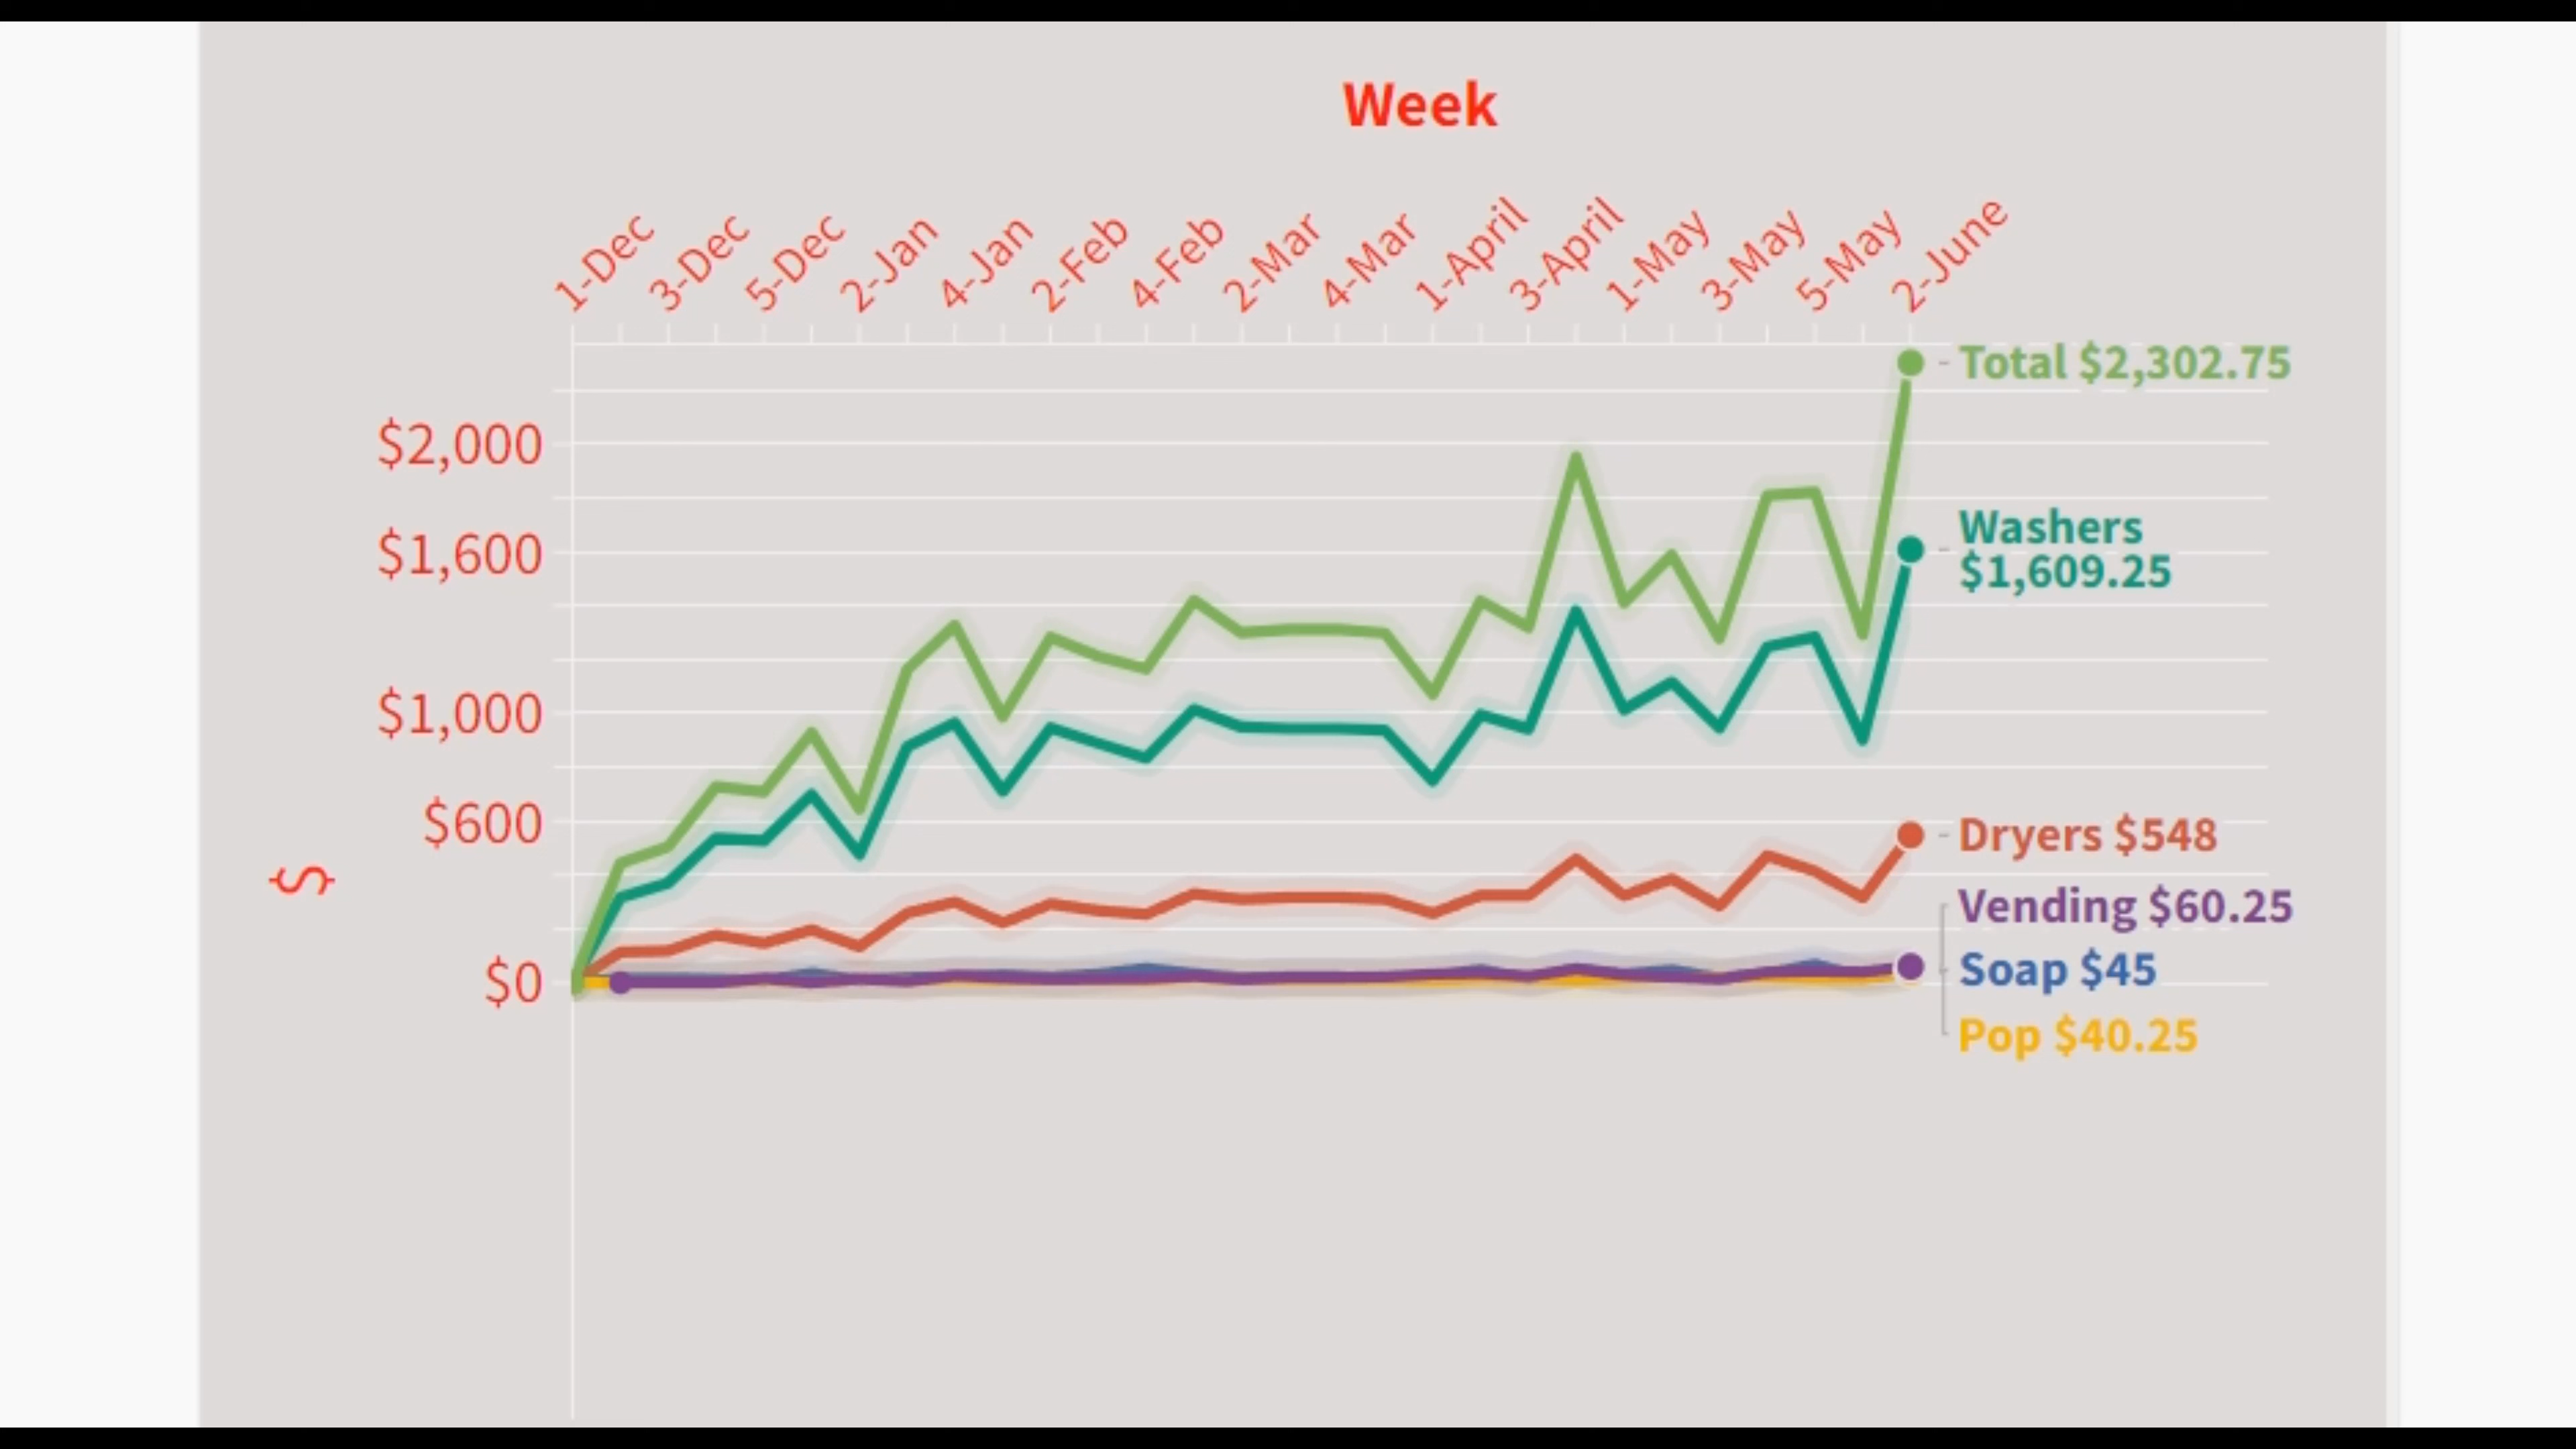 Week
1-Dec
3-Dec
5-Dec
2-Jan
4-Jan
2-Feb
4-Feb
2-Mar
4-Mar
1-April
3-April
1-May
3-May
5-May
2-June
$2,000
$1,600
$1,000
$600
$0
$
Total $2,302.75
Washers
$1,609.25
Dryers $548
Vending $60.25
Soap $45
Pop $40.25